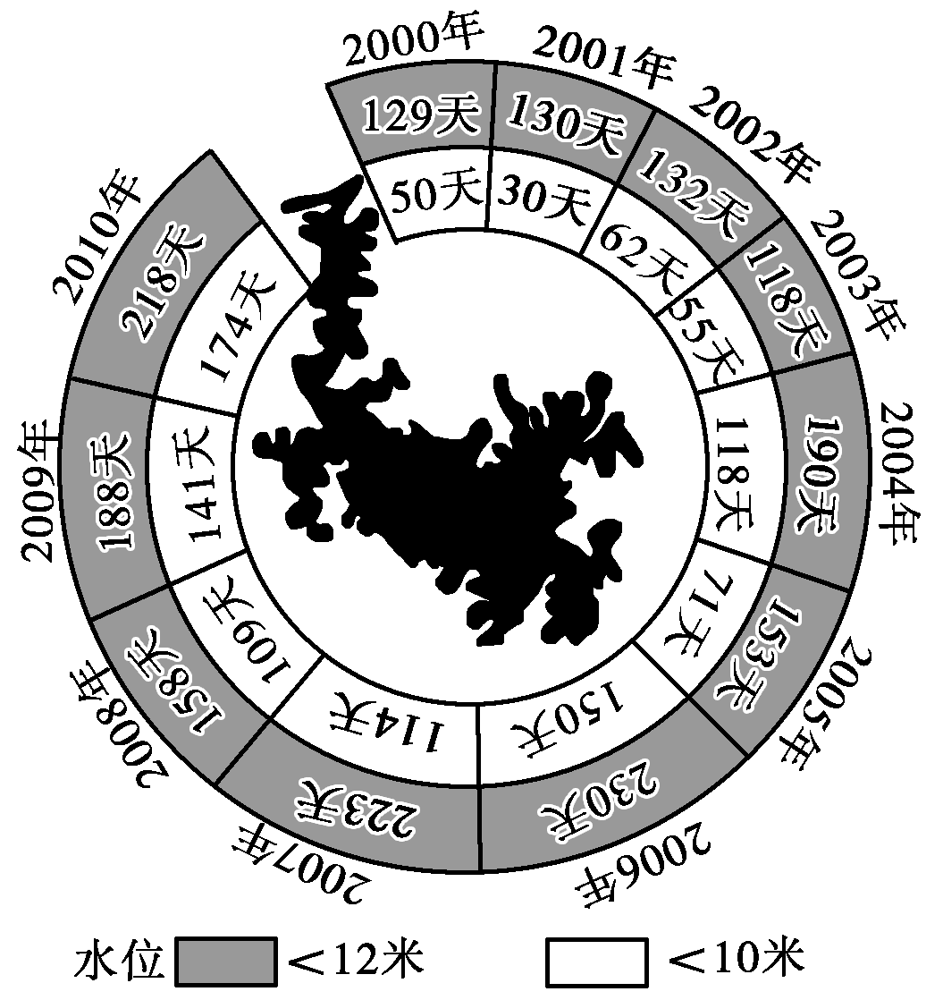 2000年
129天
50天
2001年
130天
30天
2002年
132天
62天
2003年
118天
55天
2004年
190天
118天
2005年
153天
71天
2006年
230天
150天
2007年
223天
114天
2008年
158天
109天
2009年
188天
141天
2010年
218天
174天
水位 <12米 <10米